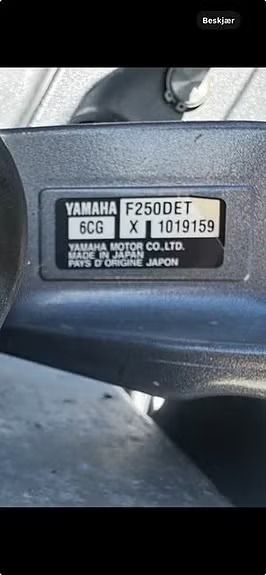 Beskjær
YAMAHA F250DET
6CG X 1019159
YAMAHA MOTOR CO.,LTD.
MADE IN JAPAN
PAYS D'ORIGINE JAPON